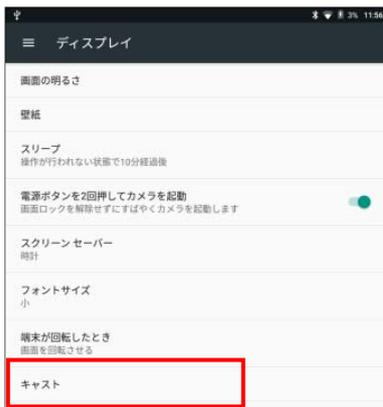 3% 11:56
ディスプレイ
画面の明るさ
壁紙
スリープ
操作が行われない状態で10分経過後
電源ボタンを2回押してカメラを起動
画面ロックを解除せずにすばやくカメラを起動します
スクリーン セーバー
時計
フォントサイズ
小
端末が回転したとき
画面を回転させる
キャスト